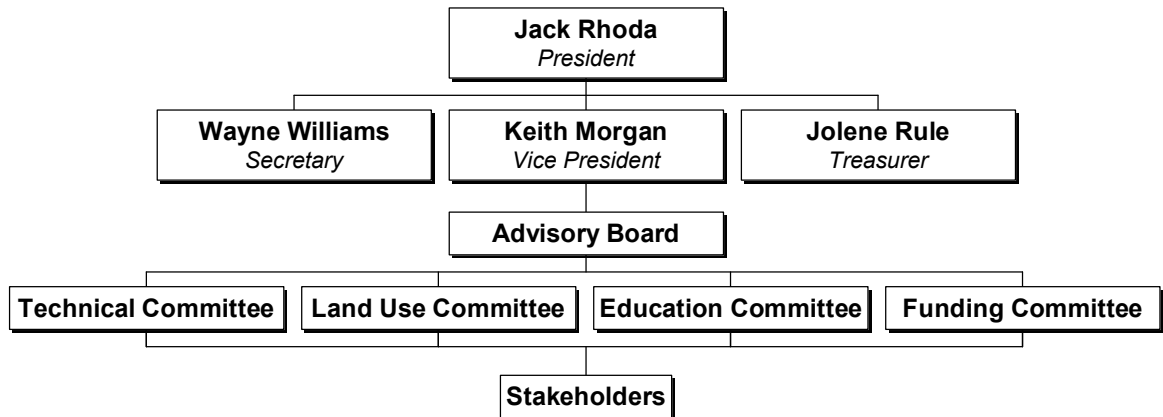 Jack Rhoda
President
Wayne Williams
Secretary
Keith Morgan
Vice President
Jolene Rule
Treasurer
Advisory Board
Technical Committee
Land Use Committee
Education Committee
Funding Committee
Stakeholders